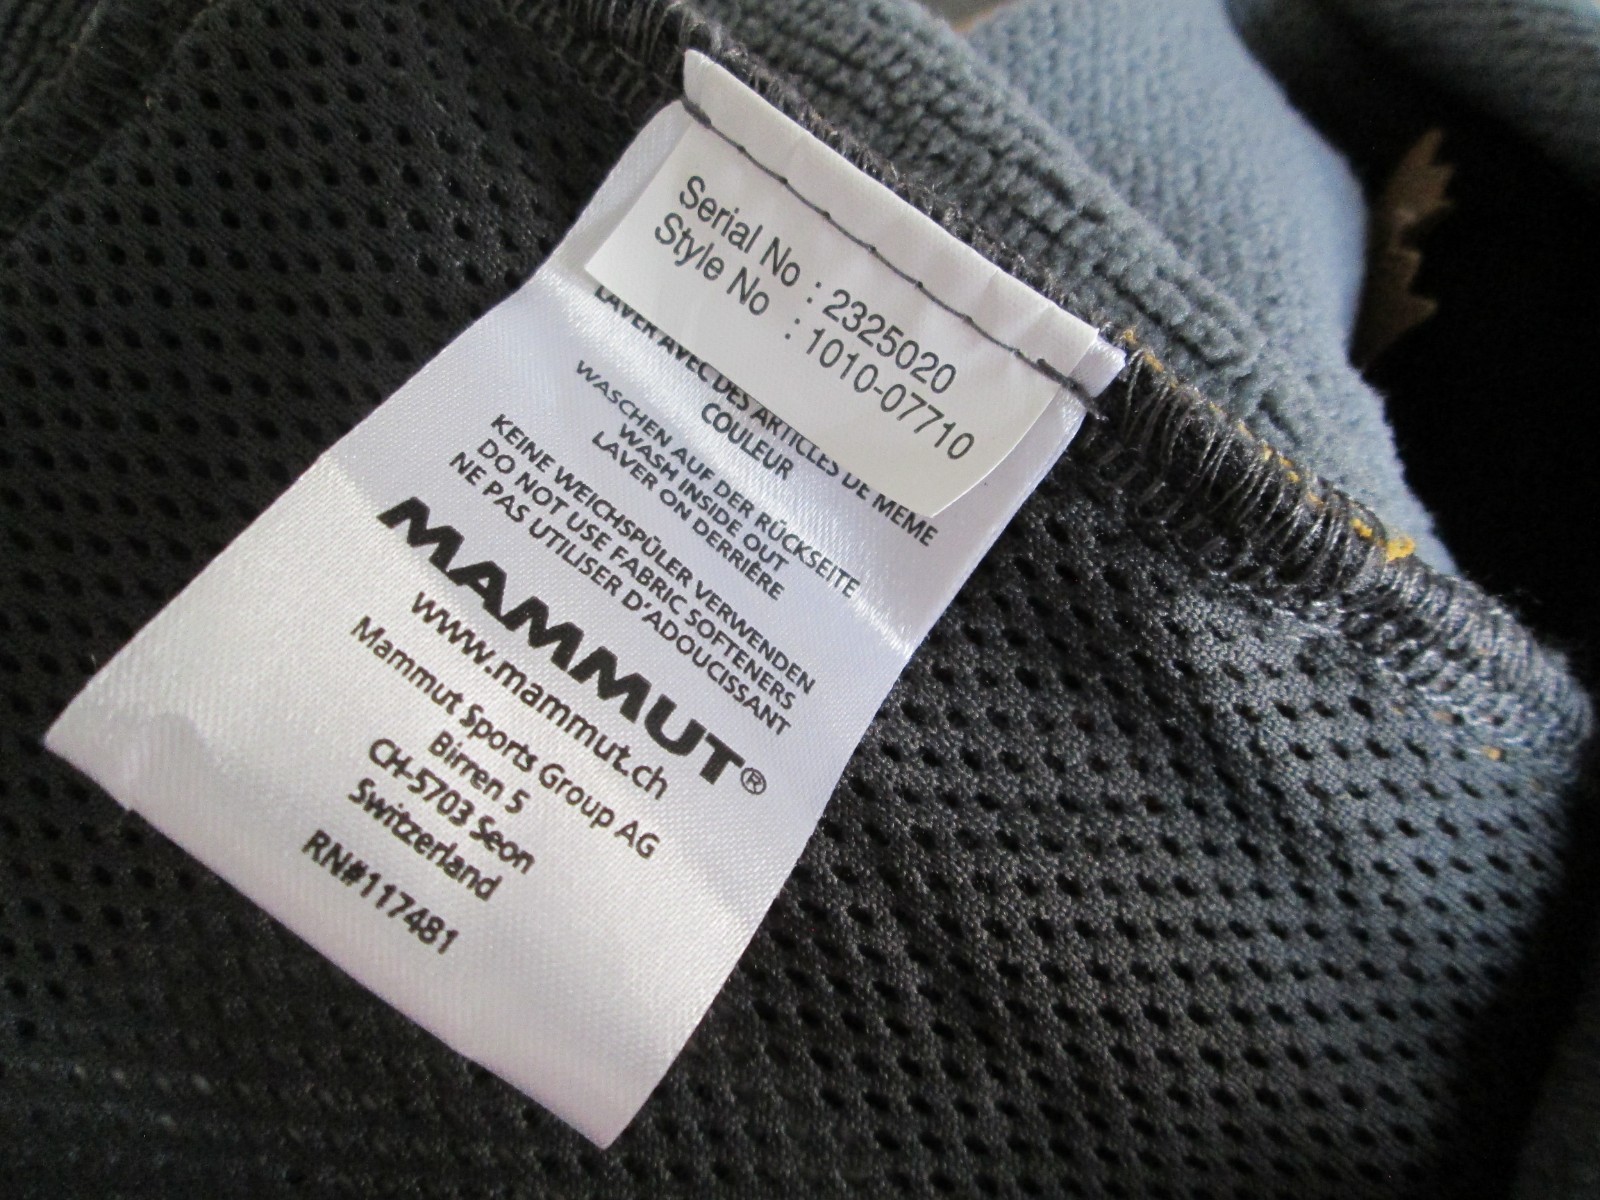 Serial No : 2325020
Style No : 1010-07710
LAVER AVEC DES ARTICLES DE MEME
COULEUR
WASCHEN AUF DER RÜCKSEITE
WASH INSIDE OUT
LAVER ON DERRIÈRE
KEINE WEICHSPÜLER VERWENDEN
DO NOT USE FABRIC SOFTENERS
NE PAS UTILISER D'ADOUCISSANT
MAMMUT®
www.mammut.ch
Mammut Sports Group AG
Birren 5
CH-5703 Seon
Switzerland
RN#117481